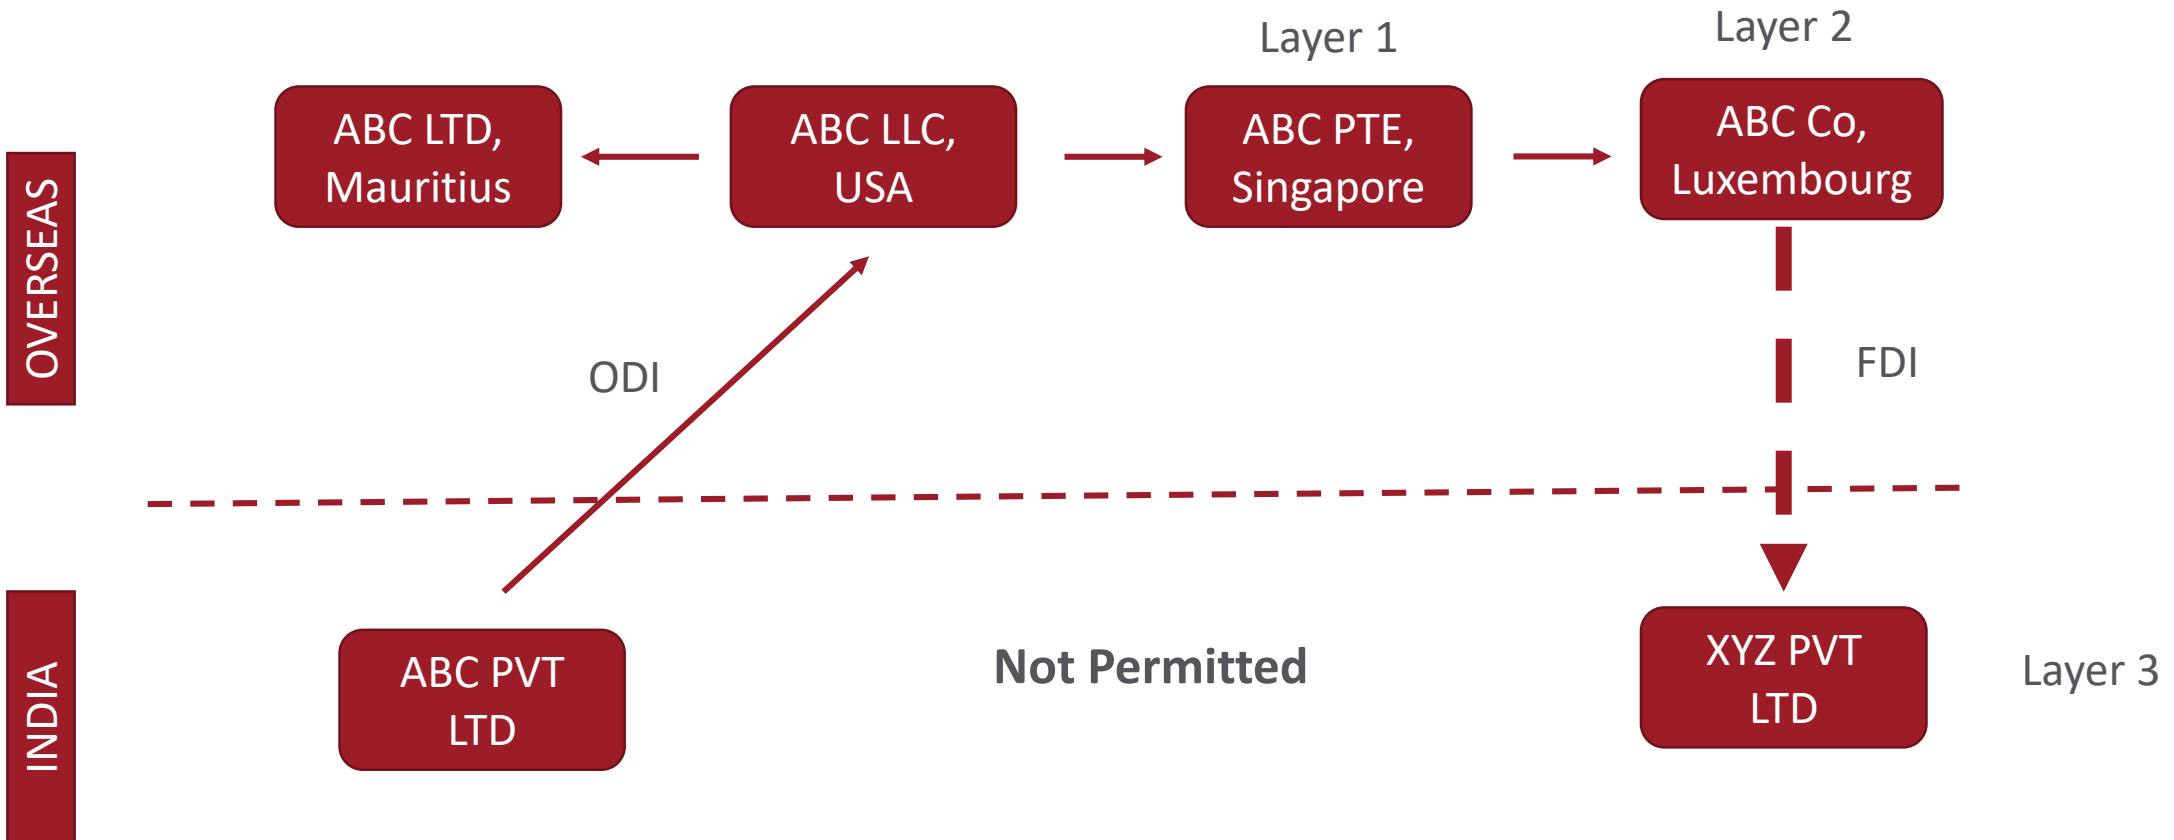 Layer 1
Layer 2
OVERSEAS
ABC LTD,
Mauritius
ABC LLC,
USA
ABC PTE,
Singapore
ABC Co,
Luxembourg
ODI
FDI
INDIA
ABC PVT
LTD
Not Permitted
XYZ PVT
LTD
Layer 3